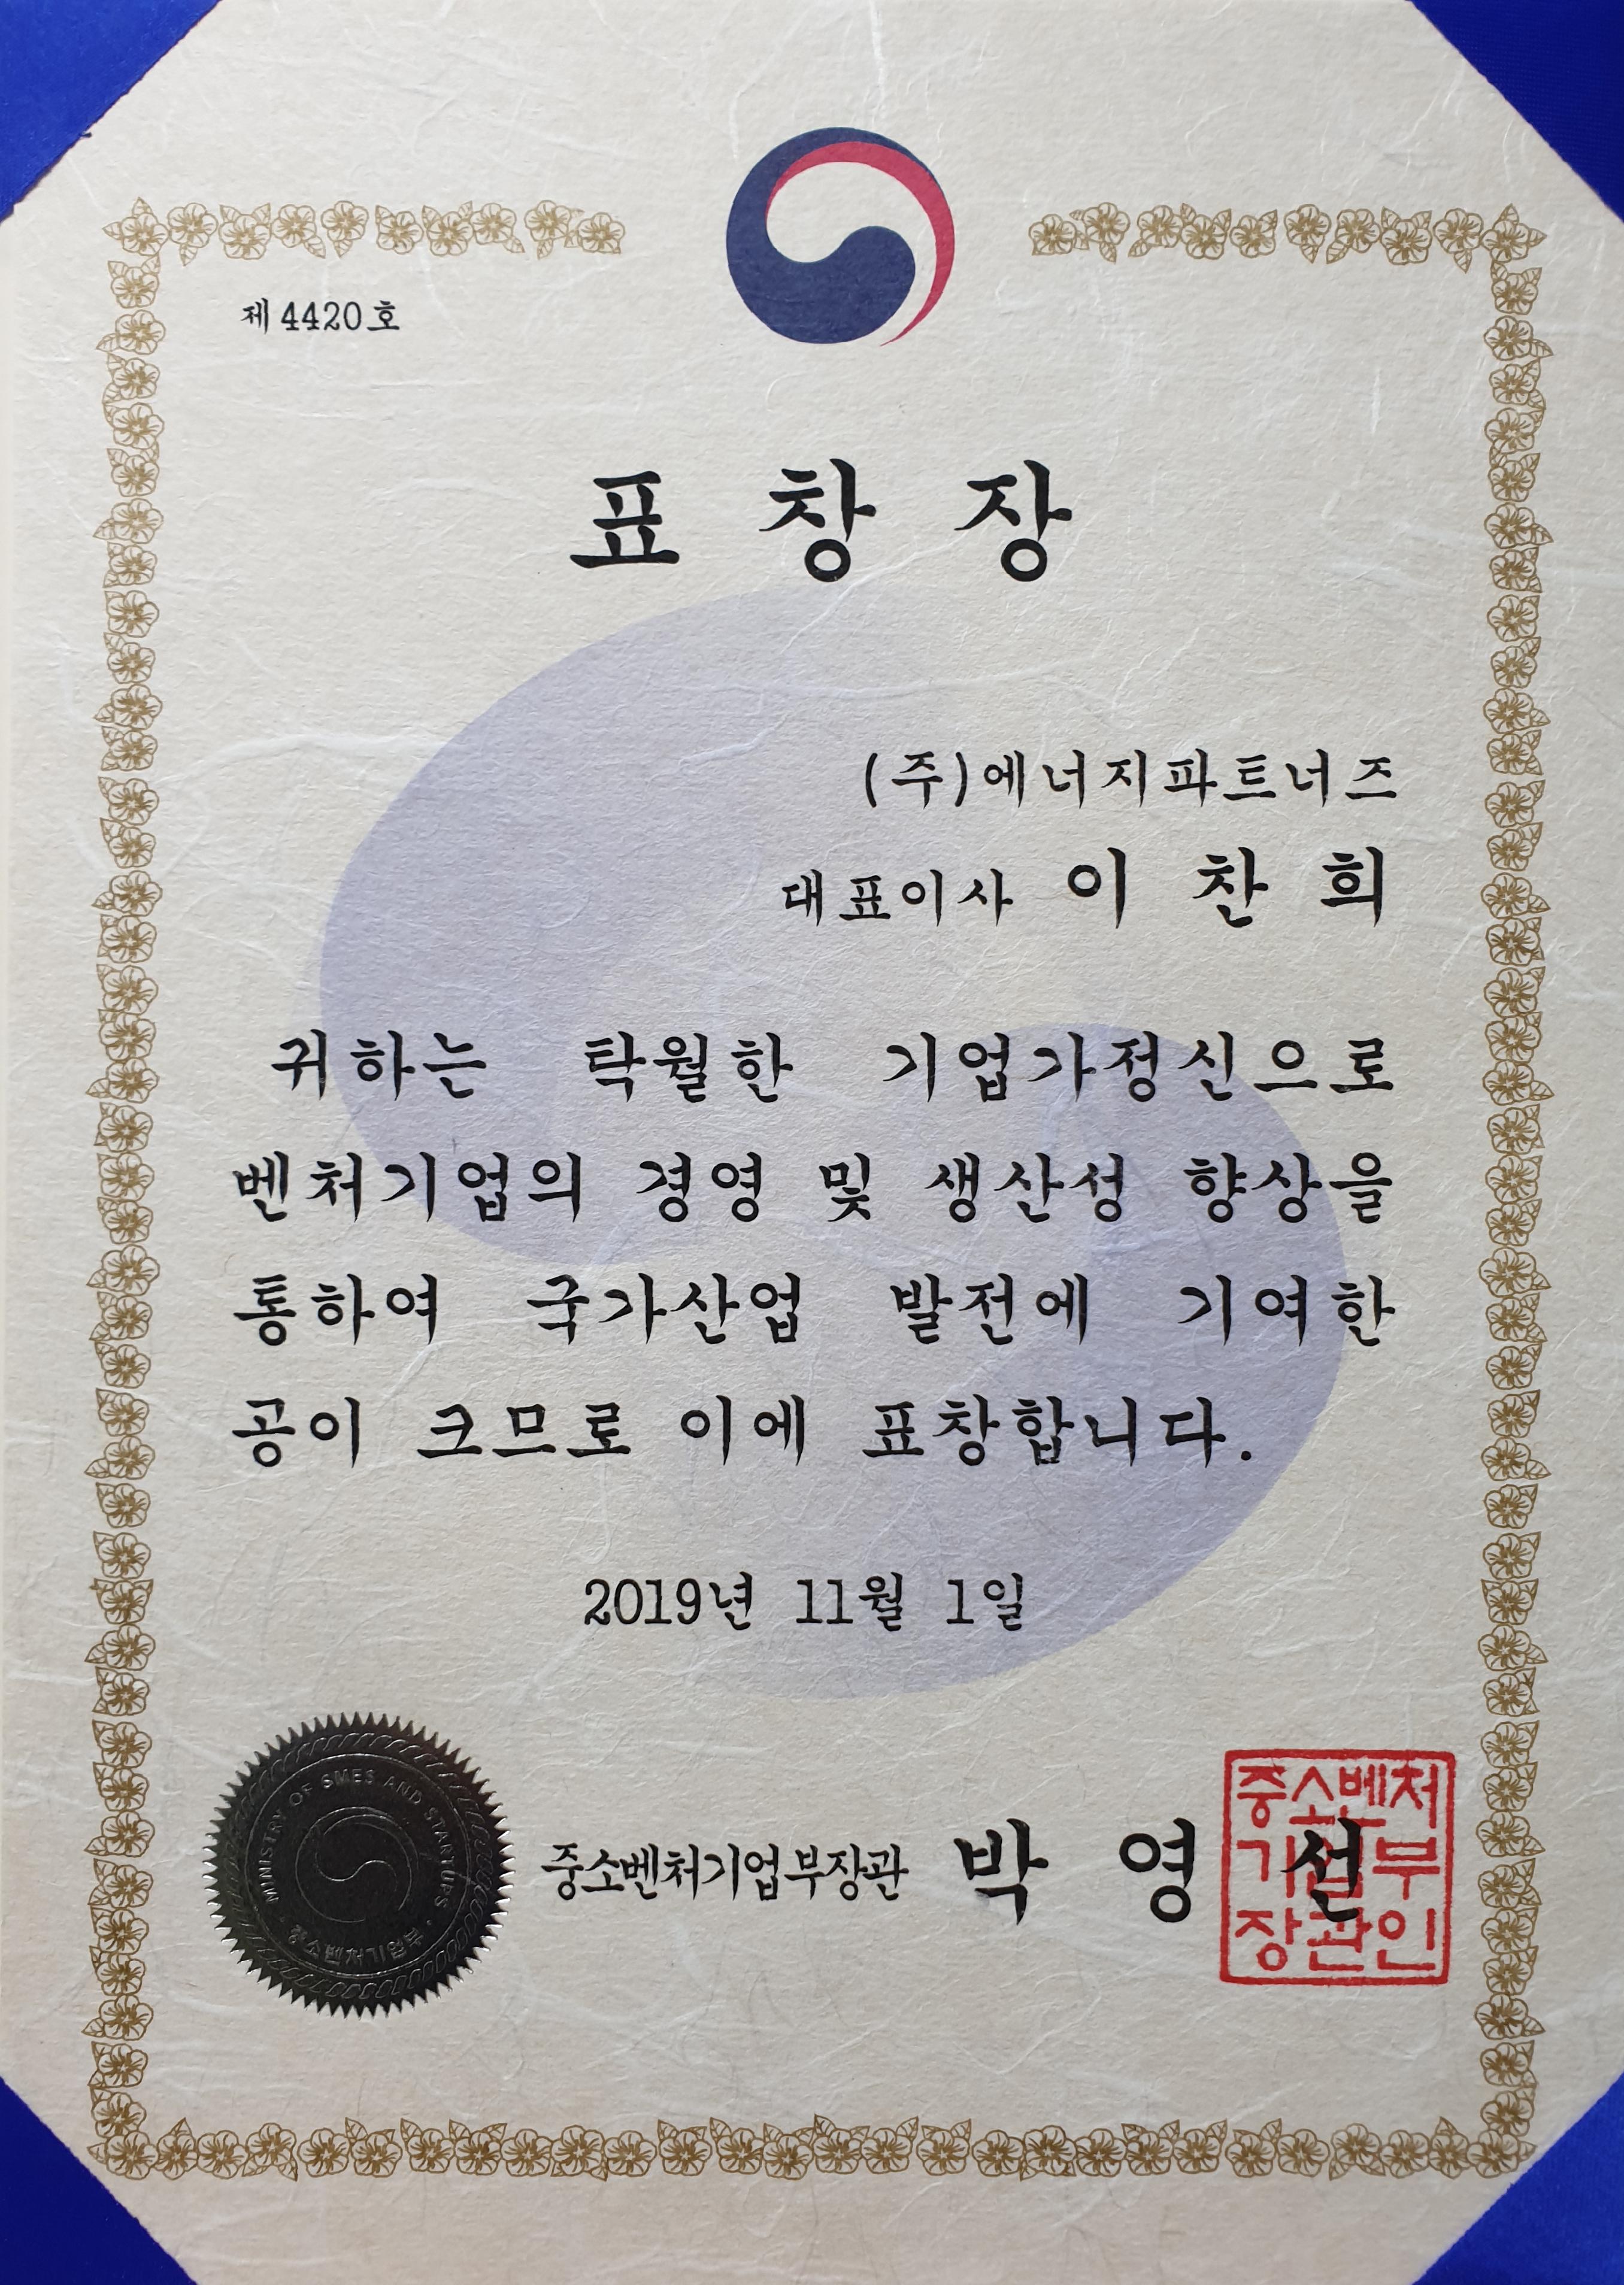 제 4420 호
표 창 장
(주)에너지파트너즈
대표이사 이 찬 희
귀하는 탁월한 기업가정신으로
벤처기업의 경영 및 생산성 향상을
통하여 국가산업 발전에 기여한
공이 크므로 이에 표창합니다.
2019년 11월 1일
MINISTRY OF SMES AND STARTUPS
중소벤처기업부
중소벤처기업부장관 박 영 선
중소벤처
기업부
장관인